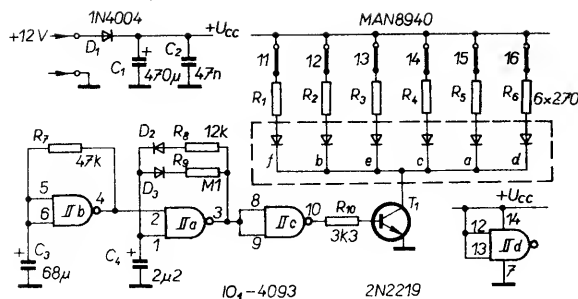 1N4004
+12V
D1
+UCC
C1
470µ
C2
47n
MAN8940
11 12 13 14 15 16
R1 R2 R3 R4 R5 R6 6×270
f b e c a d
R7
47k
D2 R8 12k
R9
D3 M1
5
6
IIb
4
2
1
IIa
3
8
9
IIc
10
R10
3k3
T1
+UCC
12
13
14
IId
7
C3
68µ
C4
2µ2
IO1-4093
2N2219